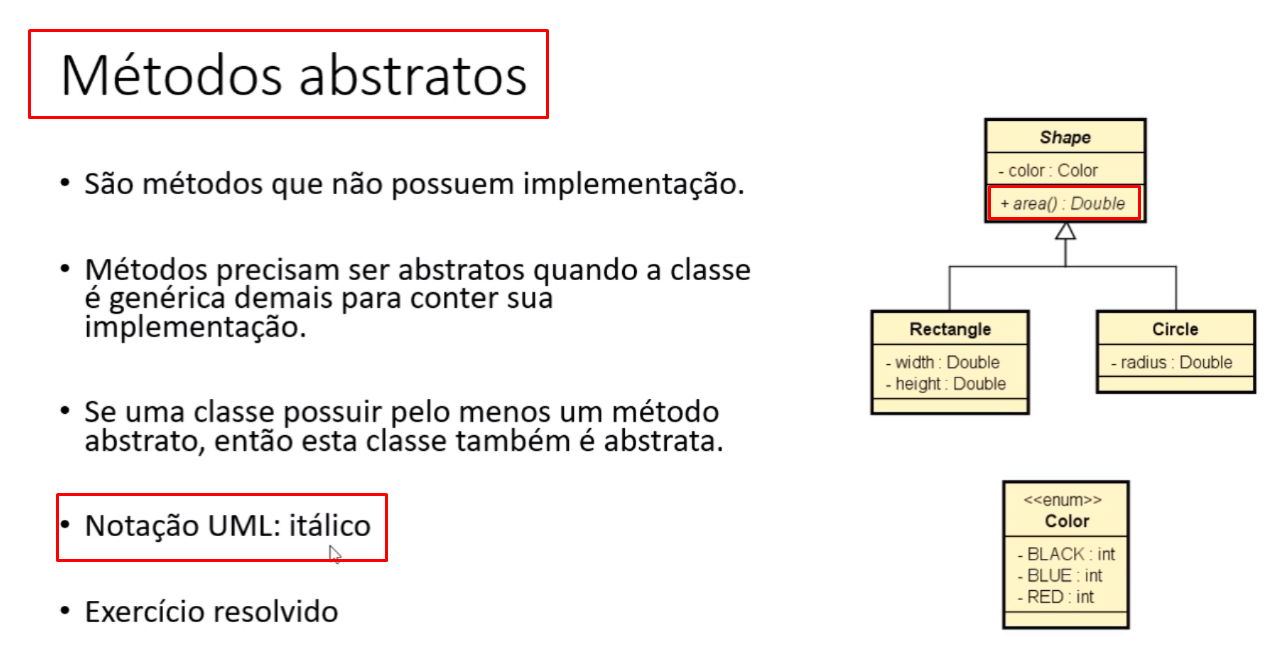 Métodos abstratos
• São métodos que não possuem implementação.
• Métodos precisam ser abstratos quando a classe
é genérica demais para conter sua
implementação.
• Se uma classe possuir pelo menos um método
abstrato, então esta classe também é abstrata.
• Notação UML: itálico
• Exercício resolvido
Shape
- color : Color
+ area() : Double
Rectangle
- width : Double
- height : Double
Circle
- radius : Double
<<enum>>
Color
- BLACK : int
- BLUE : int
- RED : int